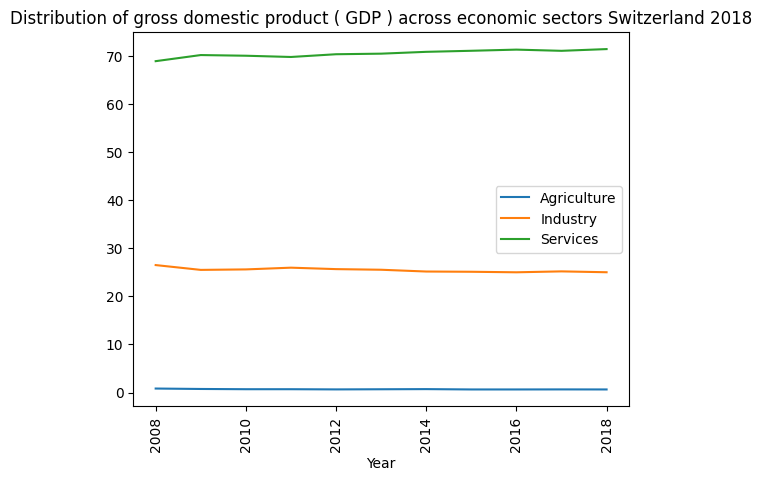 Distribution of gross domestic product ( GDP ) across economic sectors Switzerland 2018
70
60
50
40
30
20
10
0
Agriculture
Industry
Services
2008
2010
2012
2014
2016
2018
Year